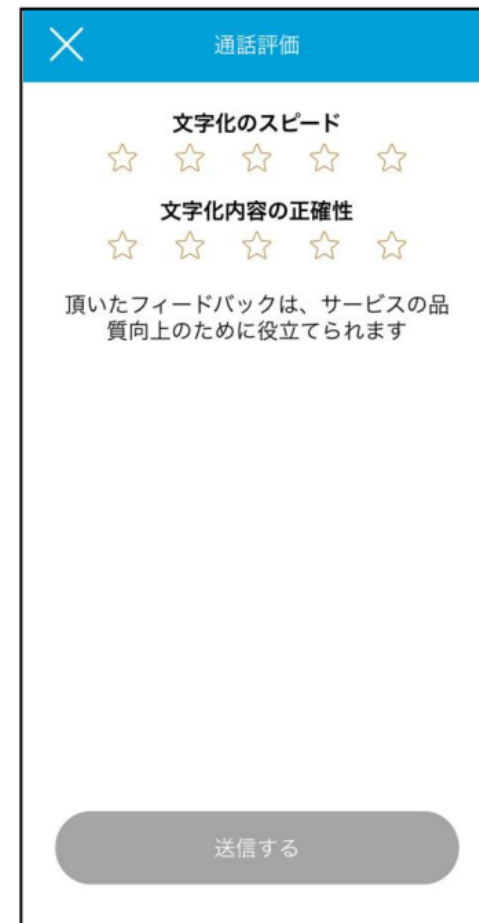 通話評価
文字化のスピード
文字化内容の正確性
頂いたフィードバックは、サービスの品
質向上のために役立てられます
送信する